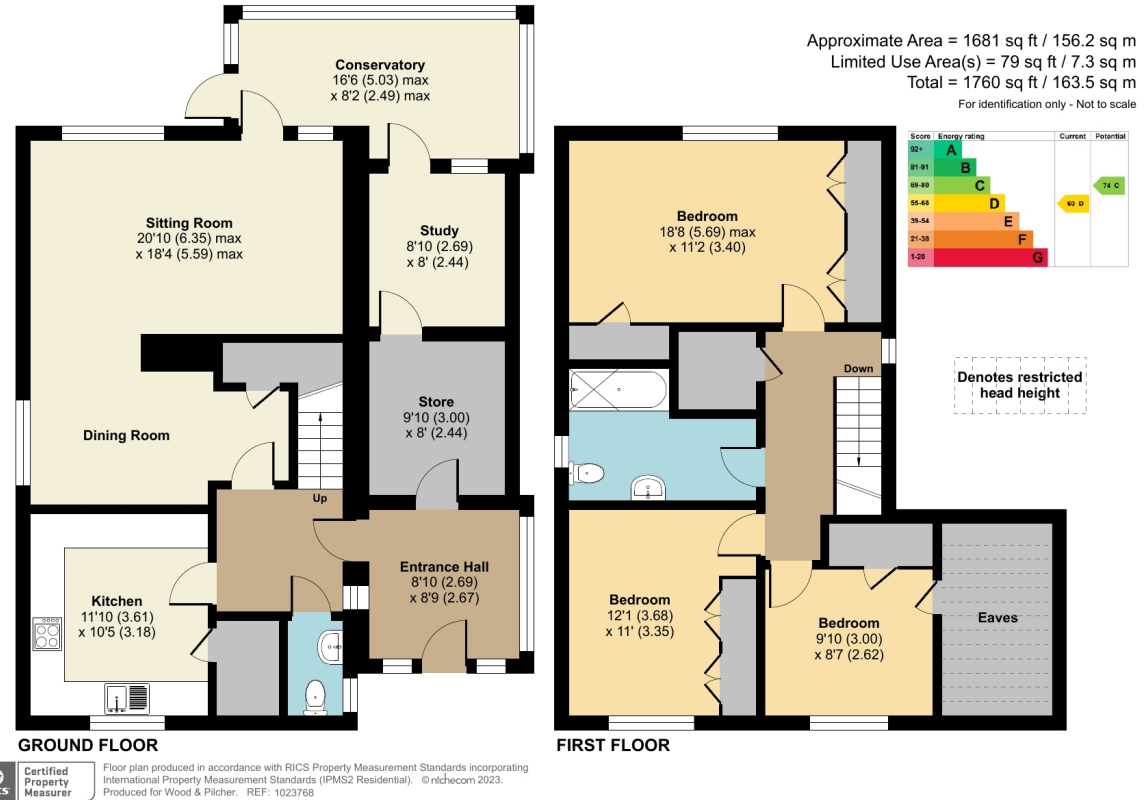 Approximate Area = 1681 sq ft / 156.2 sq m
Limited Use Area(s) = 79 sq ft / 7.3 sq m
Total = 1760 sq ft / 163.5 sq m
For identification only - Not to scale
Score Energy rating Current Potential
92+ A
81-91 B
69-80 C 74 C
55-68 D 60 D
39-54 E
21-38 F
1-20 G
Conservatory
16'6 (5.03) max
x 8'2 (2.49) max
Sitting Room
20'10 (6.35) max
x 18'4 (5.59) max
Study
8'10 (2.69)
x 8' (2.44)
Store
9'10 (3.00)
x 8' (2.44)
Dining Room
Up
Entrance Hall
8'10 (2.69)
x 8'9 (2.67)
Kitchen
11'10 (3.61)
x 10'5 (3.18)
GROUND FLOOR
Bedroom
18'8 (5.69) max
x 11'2 (3.40)
Down
Denotes restricted
head height
Bedroom
12'1 (3.68)
x 11' (3.35)
Bedroom
9'10 (3.00)
x 8'7 (2.62)
Eaves
FIRST FLOOR
Certified
Property
Measurer
Floor plan produced in accordance with RICS Property Measurement Standards incorporating
International Property Measurement Standards (IPMS2 Residential). © nichecom 2023.
Produced for Wood & Pilcher. REF: 1023768